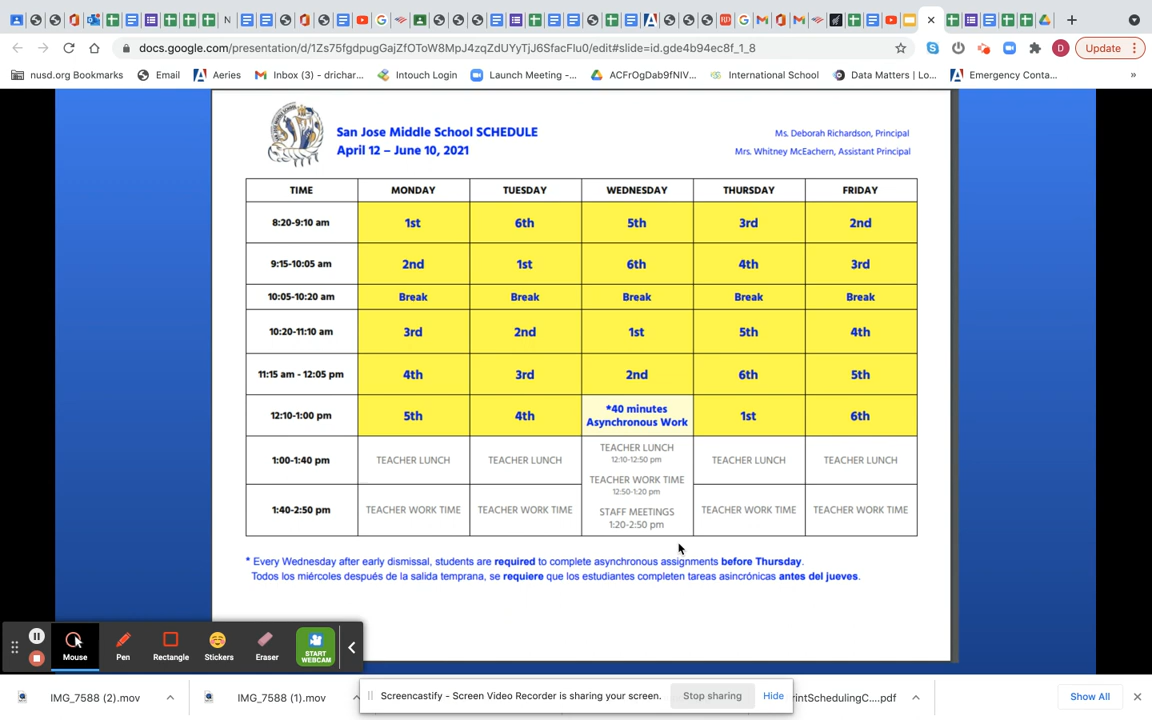 docs.google.com/presentation/d/1Zs75fgdpugGajZfOToW8MpJ4zqZdUYyTjJ6SfacFlu0/edit#slide=id.gde4b94ec8f_1_8
D
Update
nusd.org Bookmarks
Email
Aeries
Inbox (3) - drichar...
Intouch Login
Launch Meeting -...
ACFrOgDab9fNIV...
International School
Data Matters | Lo...
Emergency Conta...
»
San Jose Middle School SCHEDULE
April 12 – June 10, 2021
Ms. Deborah Richardson, Principal
Mrs. Whitney McEachern, Assistant Principal
TIME MONDAY TUESDAY WEDNESDAY THURSDAY FRIDAY
8:20-9:10 am 1st 6th 5th 3rd 2nd
9:15-10:05 am 2nd 1st 6th 4th 3rd
10:05-10:20 am Break Break Break Break Break
10:20-11:10 am 3rd 2nd 1st 5th 4th
11:15 am - 12:05 pm 4th 3rd 2nd 6th 5th
12:10-1:00 pm 5th 4th *40 minutes Asynchronous Work 1st 6th
1:00-1:40 pm TEACHER LUNCH TEACHER LUNCH TEACHER LUNCH 12:10-12:50 pm TEACHER LUNCH TEACHER LUNCH
TEACHER WORK TIME 12:50-1:20 pm
1:40-2:50 pm TEACHER WORK TIME TEACHER WORK TIME STAFF MEETINGS 1:20-2:50 pm TEACHER WORK TIME TEACHER WORK TIME
* Every Wednesday after early dismissal, students are required to complete asynchronous assignments before Thursday.
Todos los miércoles después de la salida temprana, se requiere que los estudiantes completen tareas asincrónicas antes del jueves.
Mouse Pen Rectangle Stickers Eraser START WEBCAM
IMG_7588 (2).mov
IMG_7588 (1).mov
Screencastify - Screen Video Recorder is sharing your screen.
Stop sharing
Hide
rintSchedulingC....pdf
Show All